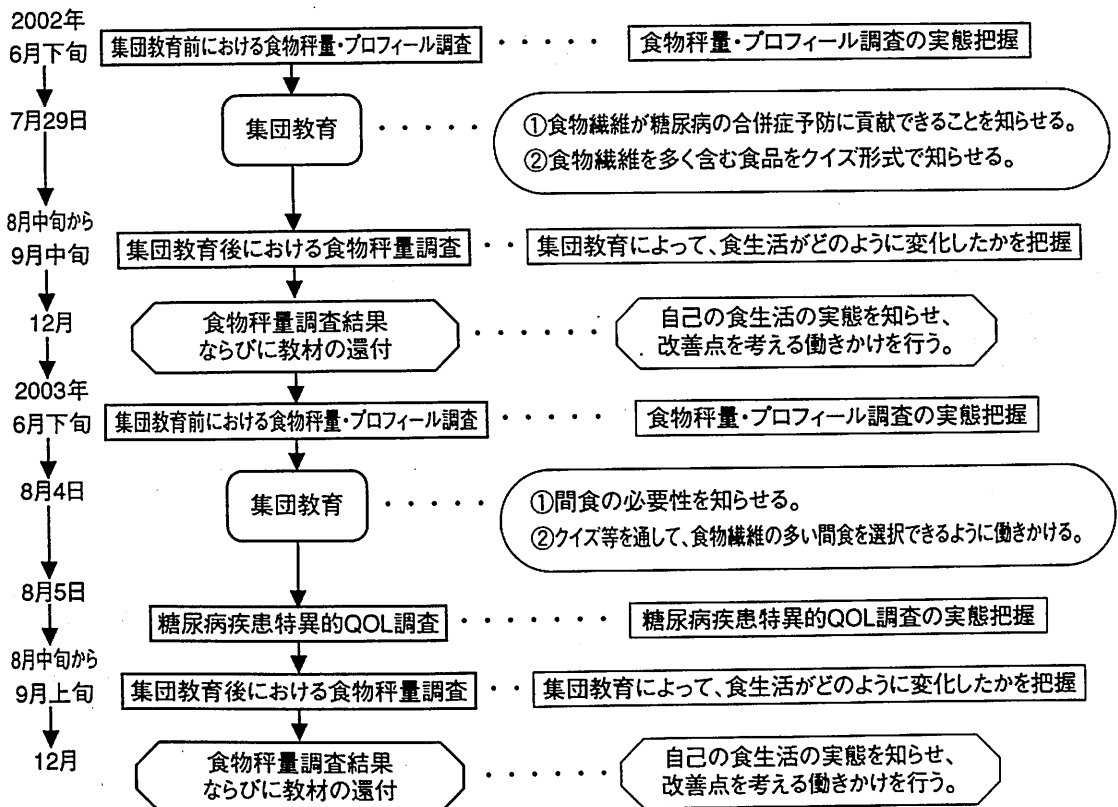 2002年
6月下旬
集団教育前における食物秤量・プロフィール調査 ・・・・・ 食物秤量・プロフィール調査の実態把握
7月29日
集団教育 ・・・・
①食物繊維が糖尿病の合併症予防に貢献できることを知らせる。
②食物繊維を多く含む食品をクイズ形式で知らせる。
8月中旬から
9月中旬
集団教育後における食物秤量調査 ・・ 集団教育によって、食生活がどのように変化したかを把握
12月
食物秤量調査結果
ならびに教材の還付
・・・・・・
自己の食生活の実態を知らせ、
改善点を考える働きかけを行う。
2003年
6月下旬
集団教育前における食物秤量・プロフィール調査 ・・・・・ 食物秤量・プロフィール調査の実態把握
8月4日
集団教育 ・・・・
①間食の必要性を知らせる。
②クイズ等を通して、食物繊維の多い間食を選択できるように働きかける。
8月5日
糖尿病疾患特異的QOL調査 ・・・・・・・ 糖尿病疾患特異的QOL調査の実態把握
8月中旬から
9月上旬
集団教育後における食物秤量調査 ・・ 集団教育によって、食生活がどのように変化したかを把握
12月
食物秤量調査結果
ならびに教材の還付
・・・・・・
自己の食生活の実態を知らせ、
改善点を考える働きかけを行う。